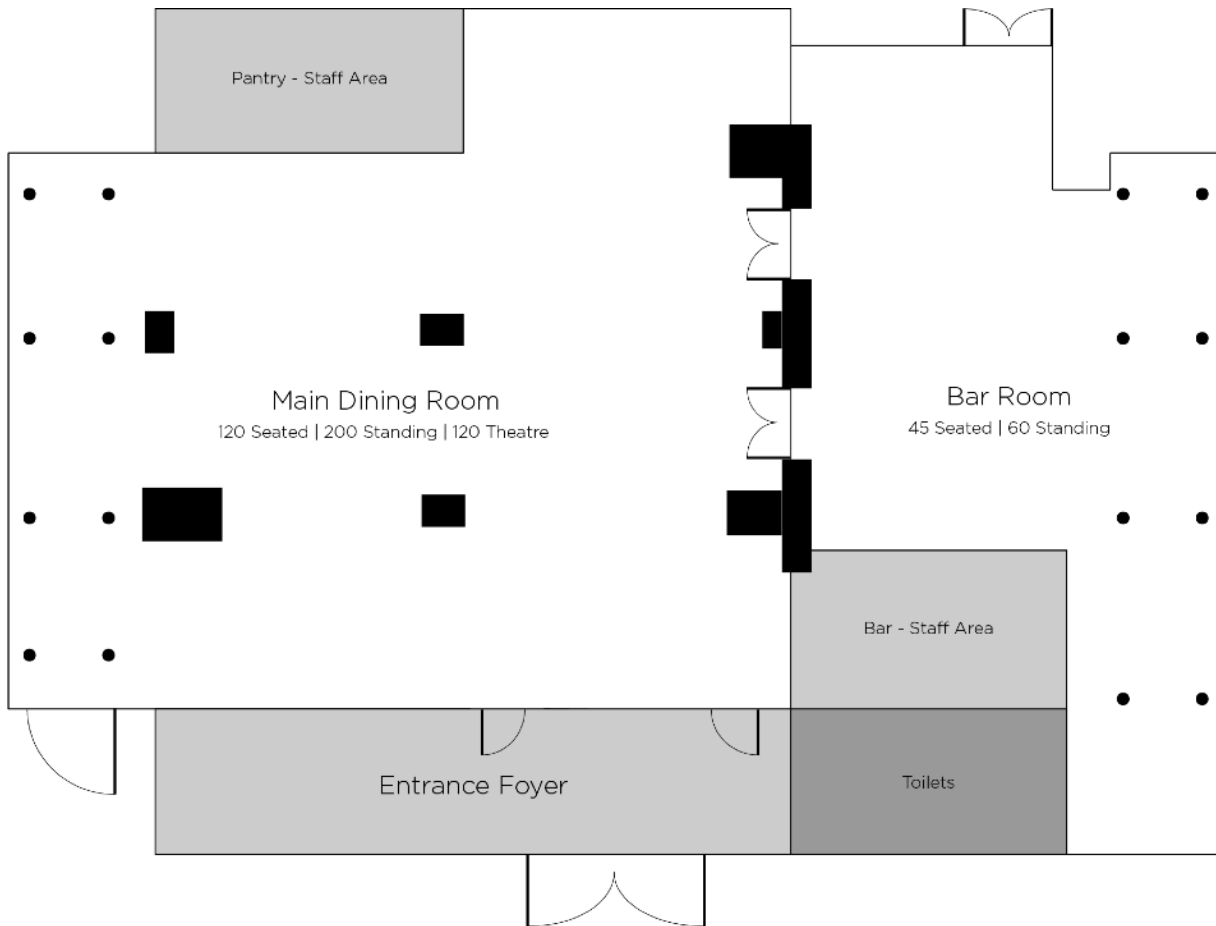 Pantry - Staff Area
Main Dining Room
120 Seated | 200 Standing | 120 Theatre
Bar Room
45 Seated | 60 Standing
Bar - Staff Area
Entrance Foyer
Toilets